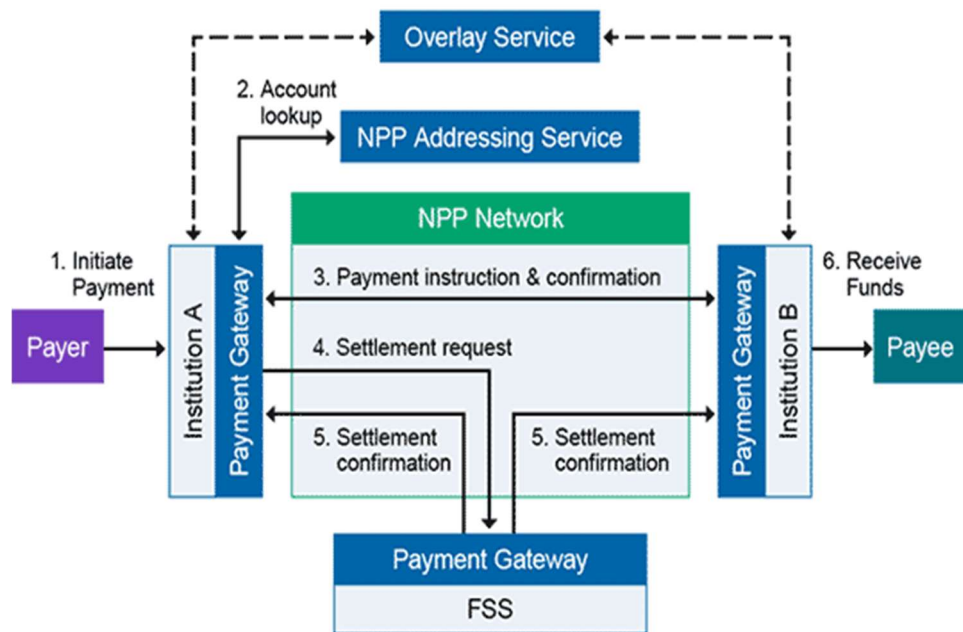 Overlay Service
2. Account
lookup
NPP Addressing Service
NPP Network
1. Initiate
Payment
Payer
Institution A
Payment Gateway
3. Payment instruction & confirmation
4. Settlement request
5. Settlement
confirmation
5. Settlement
confirmation
Payment Gateway
Institution B
6. Receive
Funds
Payee
Payment Gateway
FSS